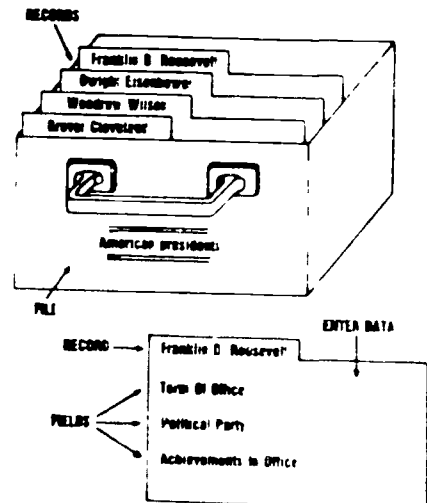 RECORDS
Franklin D. Roosevelt
Dwight Eisenhower
Woodrow Wilson
Grover Cleveland
American presidents
FILE
ENTER DATA
RECORD
Franklin D. Roosevelt
Term Of Office
FIELDS
Political Party
Achievements In Office